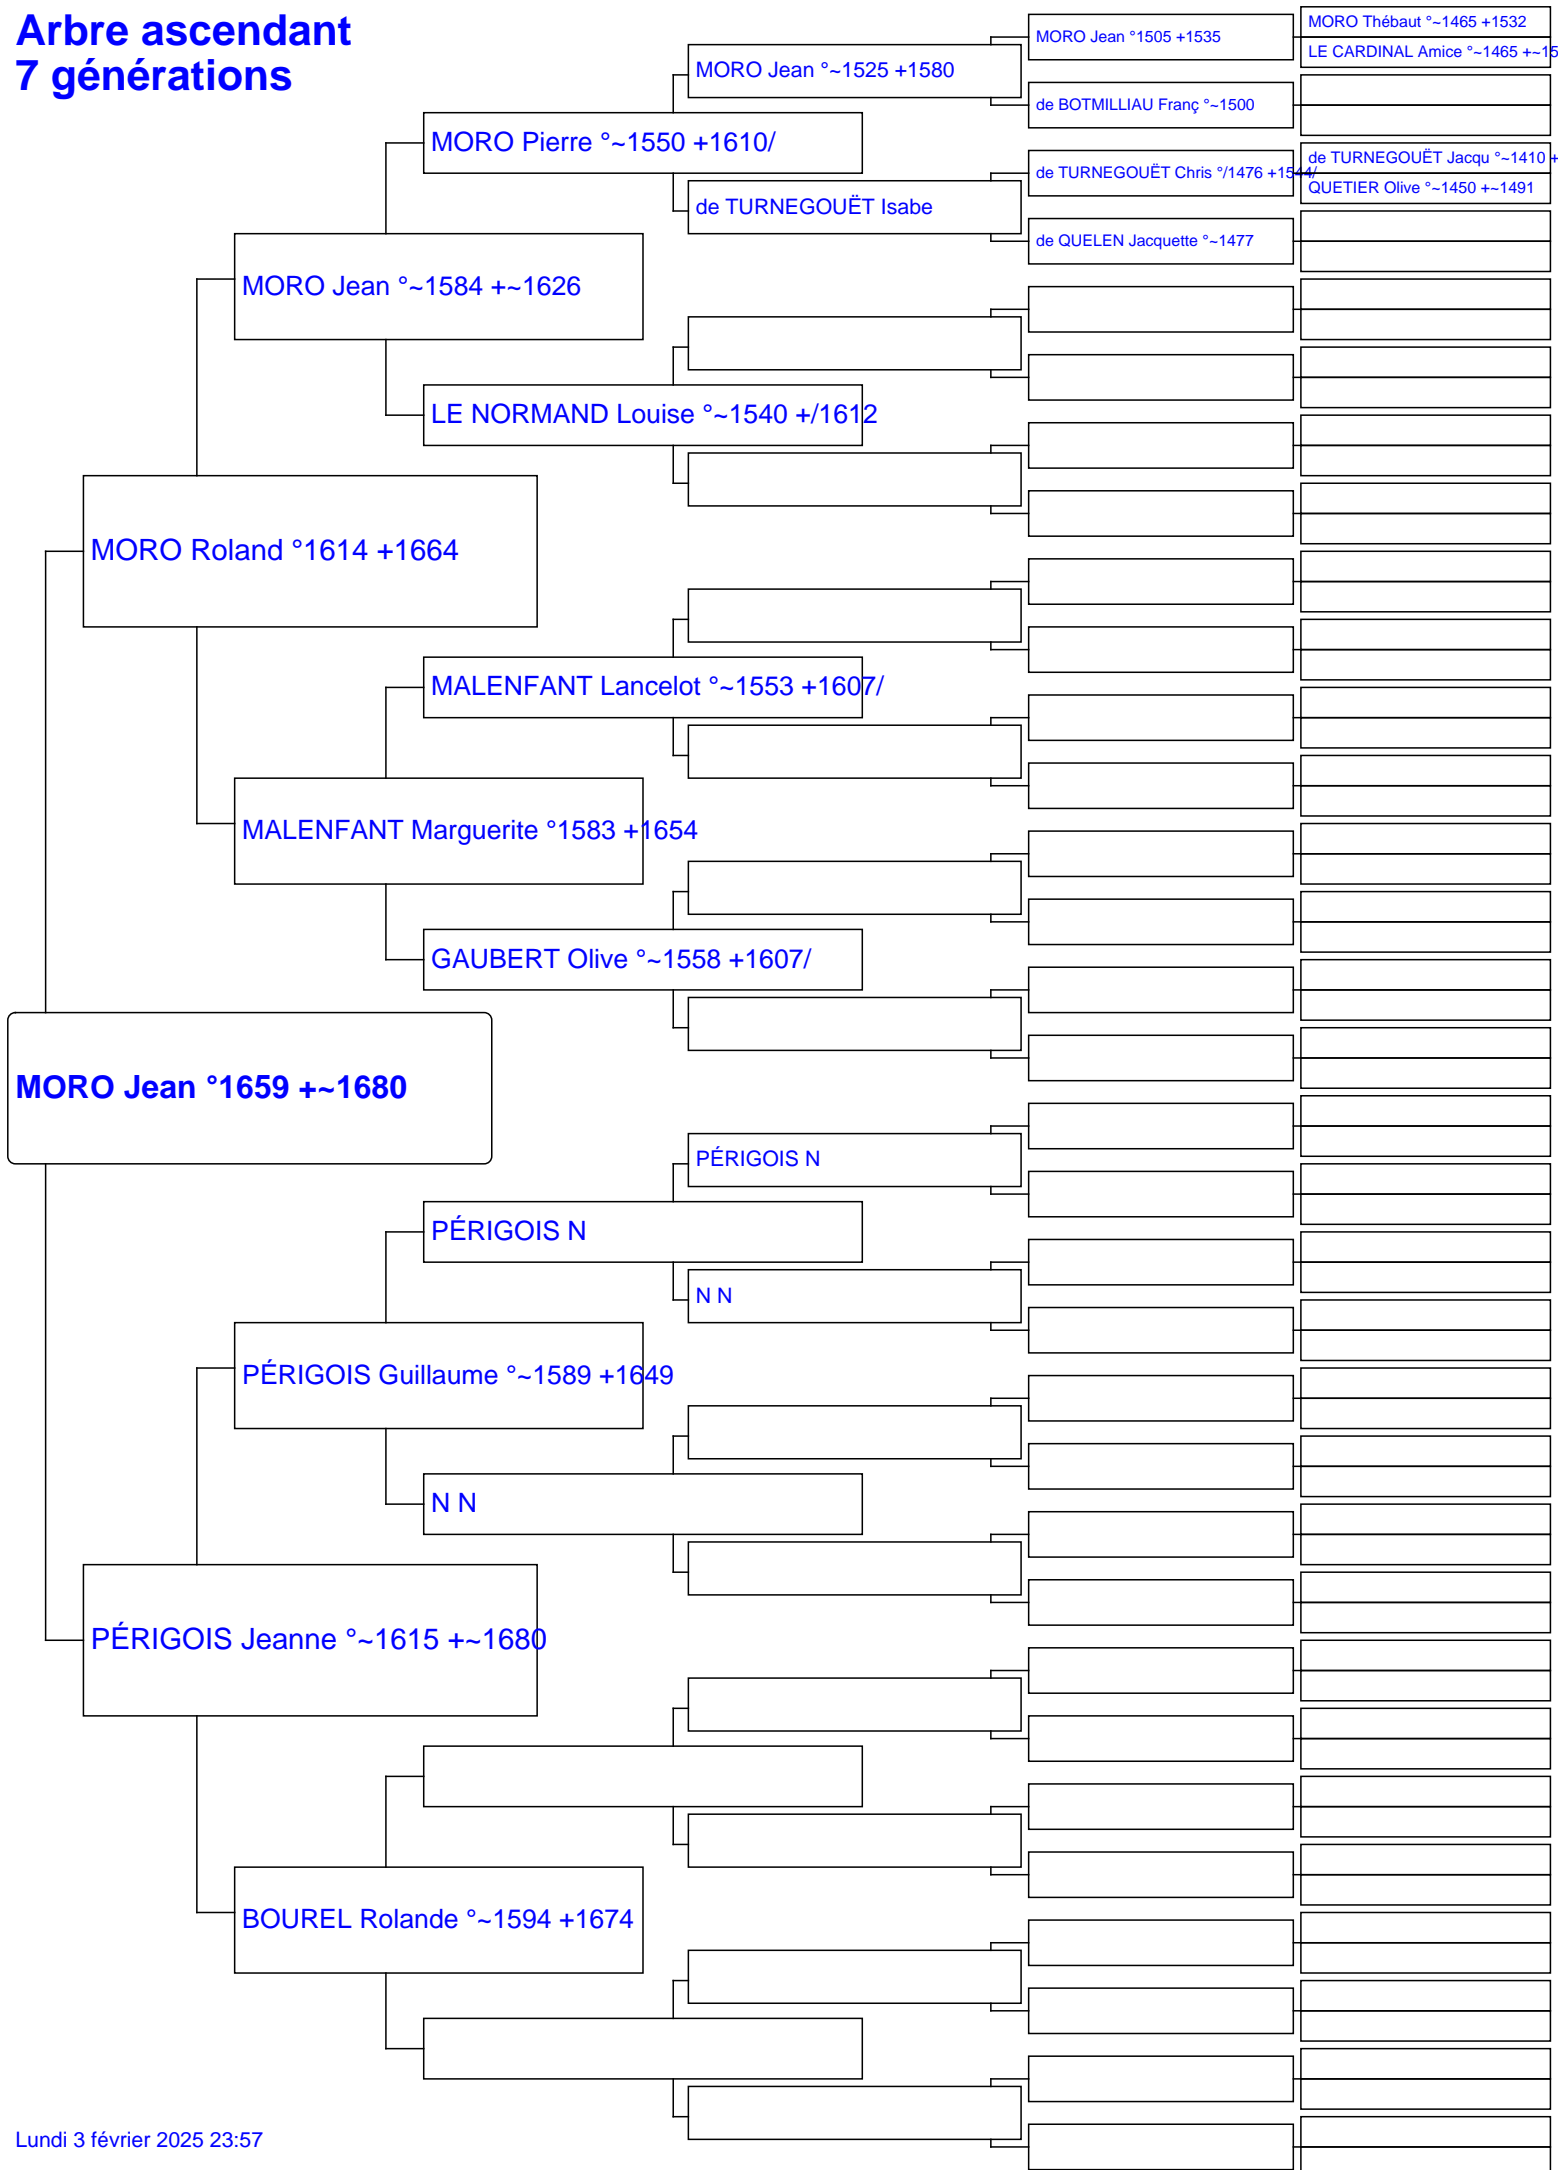 Arbre ascendant
7 générations
MORO Jean °1505 +1535
MORO Thébaut °~1465 +1532
LE CARDINAL Amice °~1465 +~15
MORO Jean °~1525 +1580
de BOTMILLIAU Franç °~1500
MORO Pierre °~1550 +1610/
de TURNEGOUËT Jacqu °~1410 +
de TURNEGOUËT Chris °/1476 +1544/
QUETIER Olive °~1450 +~1491
de TURNEGOUËT Isabe
de QUELEN Jacquette °~1477
MORO Jean °~1584 +~1626
LE NORMAND Louise °~1540 +/1612
MORO Roland °1614 +1664
MALENFANT Lancelot °~1553 +1607/
MALENFANT Marguerite °1583 +1654
GAUBERT Olive °~1558 +1607/
MORO Jean °1659 +~1680
PÉRIGOIS N
PÉRIGOIS N
N N
PÉRIGOIS Guillaume °~1589 +1649
N N
PÉRIGOIS Jeanne °~1615 +~1680
BOUREL Rolande °~1594 +1674
Lundi 3 février 2025 23:57